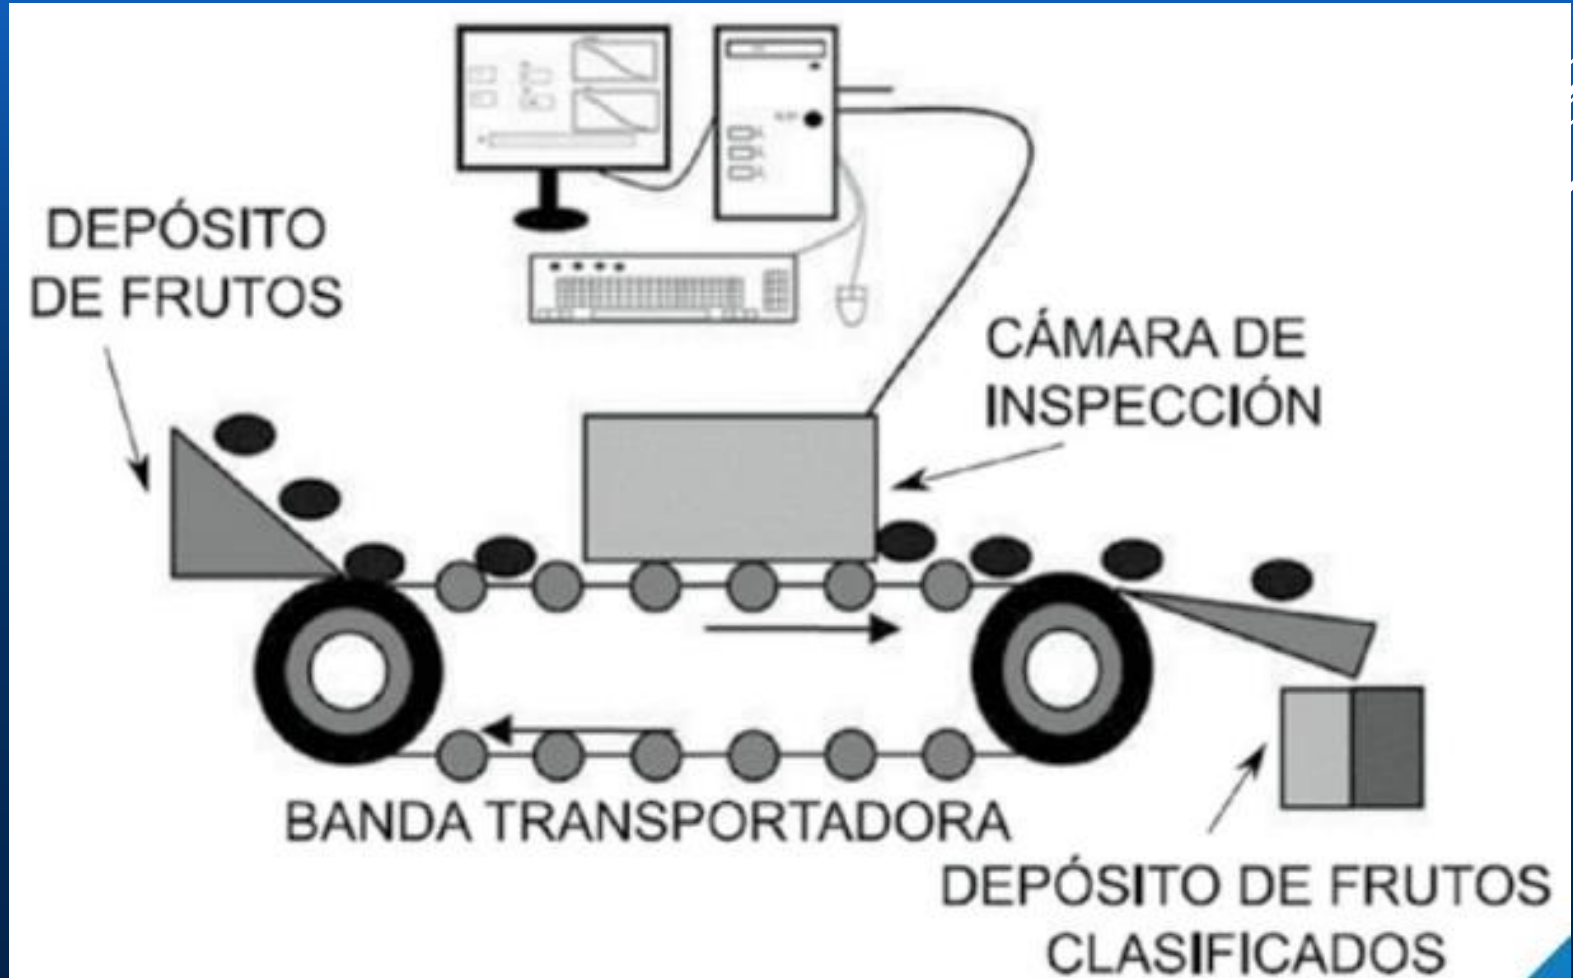 DEPÓSITO
DE FRUTOS
CÁMARA DE
INSPECCIÓN
BANDA TRANSPORTADORA
DEPÓSITO DE FRUTOS
CLASIFICADOS